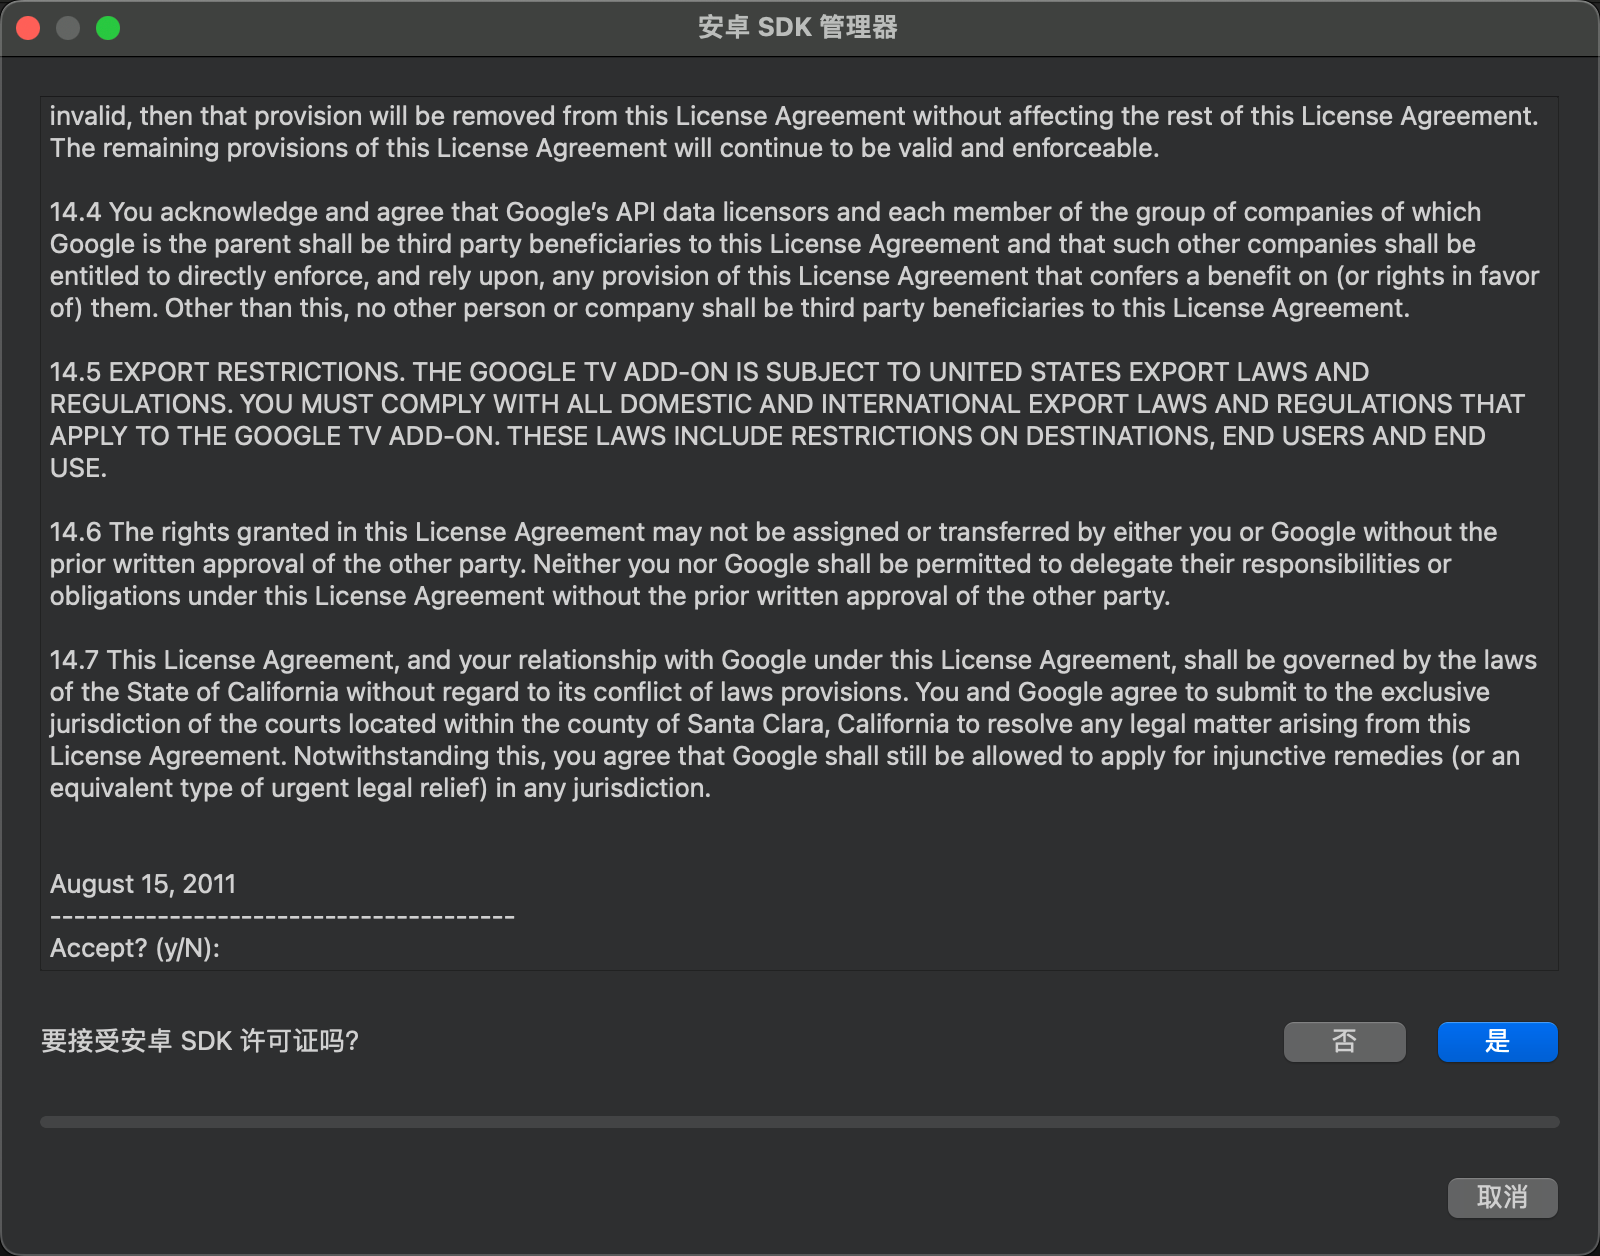 安卓 SDK 管理器
invalid, then that provision will be removed from this License Agreement without affecting the rest of this License Agreement.
The remaining provisions of this License Agreement will continue to be valid and enforceable.
14.4 You acknowledge and agree that Google’s API data licensors and each member of the group of companies of which
Google is the parent shall be third party beneficiaries to this License Agreement and that such other companies shall be
entitled to directly enforce, and rely upon, any provision of this License Agreement that confers a benefit on (or rights in favor
of) them. Other than this, no other person or company shall be third party beneficiaries to this License Agreement.
14.5 EXPORT RESTRICTIONS. THE GOOGLE TV ADD-ON IS SUBJECT TO UNITED STATES EXPORT LAWS AND
REGULATIONS. YOU MUST COMPLY WITH ALL DOMESTIC AND INTERNATIONAL EXPORT LAWS AND REGULATIONS THAT
APPLY TO THE GOOGLE TV ADD-ON. THESE LAWS INCLUDE RESTRICTIONS ON DESTINATIONS, END USERS AND END
USE.
14.6 The rights granted in this License Agreement may not be assigned or transferred by either you or Google without the
prior written approval of the other party. Neither you nor Google shall be permitted to delegate their responsibilities or
obligations under this License Agreement without the prior written approval of the other party.
14.7 This License Agreement, and your relationship with Google under this License Agreement, shall be governed by the laws
of the State of California without regard to its conflict of laws provisions. You and Google agree to submit to the exclusive
jurisdiction of the courts located within the county of Santa Clara, California to resolve any legal matter arising from this
License Agreement. Notwithstanding this, you agree that Google shall still be allowed to apply for injunctive remedies (or an
equivalent type of urgent legal relief) in any jurisdiction.
August 15, 2011
---------------------------------------
Accept? (y/N):
要接受安卓 SDK 许可证吗?
否
是
取消